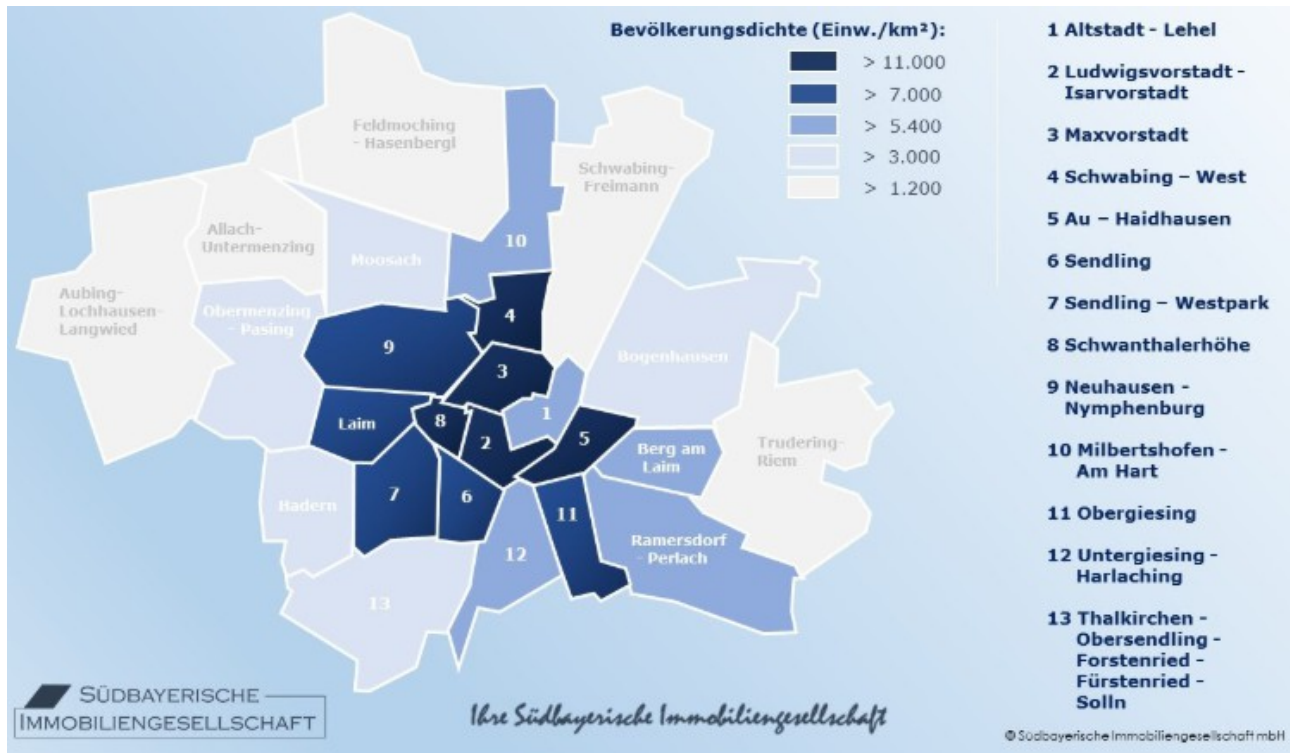 Bevölkerungsdichte (Einw./km²):
> 11.000
> 7.000
> 5.400
> 3.000
> 1.200
1 Altstadt - Lehel
2 Ludwigsvorstadt -
Isarvorstadt
3 Maxvorstadt
4 Schwabing – West
5 Au – Haidhausen
6 Sendling
7 Sendling – Westpark
8 Schwanthalerhöhe
9 Neuhausen -
Nymphenburg
10 Milbertshofen -
Am Hart
11 Obergiesing
12 Untergiesing -
Harlaching
13 Thalkirchen -
Obersendling -
Forstenried -
Fürstenried -
Solln
Feldmoching
- Hasenbergl
Schwabing-
Freimann
Allach-
Untermenzing
Moosach
10
Aubing-
Lochhausen-
Langwied
Obermenzing
- Pasing
4
9
Bogenhausen
3
Laim
8
1
2
5
Berg am
Laim
Trudering-
Riem
Hadern
7
6
11
12
Ramersdorf
- Perlach
13
SÜDBAYERISCHE
IMMOBILIENGESELLSCHAFT
Ihre Südbayerische Immobiliengesellschaft
© Südbayerische Immobiliengesellschaft mbH